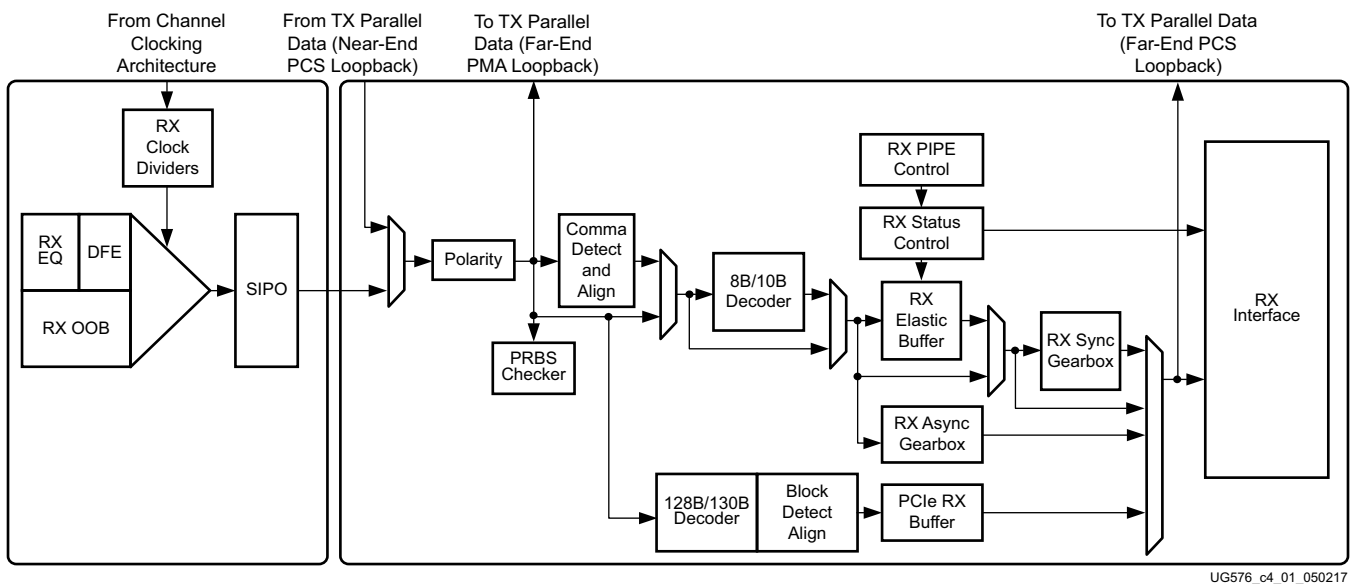 From Channel
Clocking
Architecture
From TX Parallel
Data (Near-End
PCS Loopback)
To TX Parallel
Data (Far-End
PMA Loopback)
To TX Parallel Data
(Far-End PCS
Loopback)
RX
Clock
Dividers
RX
EQ
DFE
RX OOB
SIPO
Polarity
PRBS
Checker
Comma
Detect
and
Align
8B/10B
Decoder
RX PIPE
Control
RX Status
Control
RX
Elastic
Buffer
RX Sync
Gearbox
RX Async
Gearbox
128B/130B
Decoder
Block
Detect
Align
PCIe RX
Buffer
RX
Interface
UG576_c4_01_050217